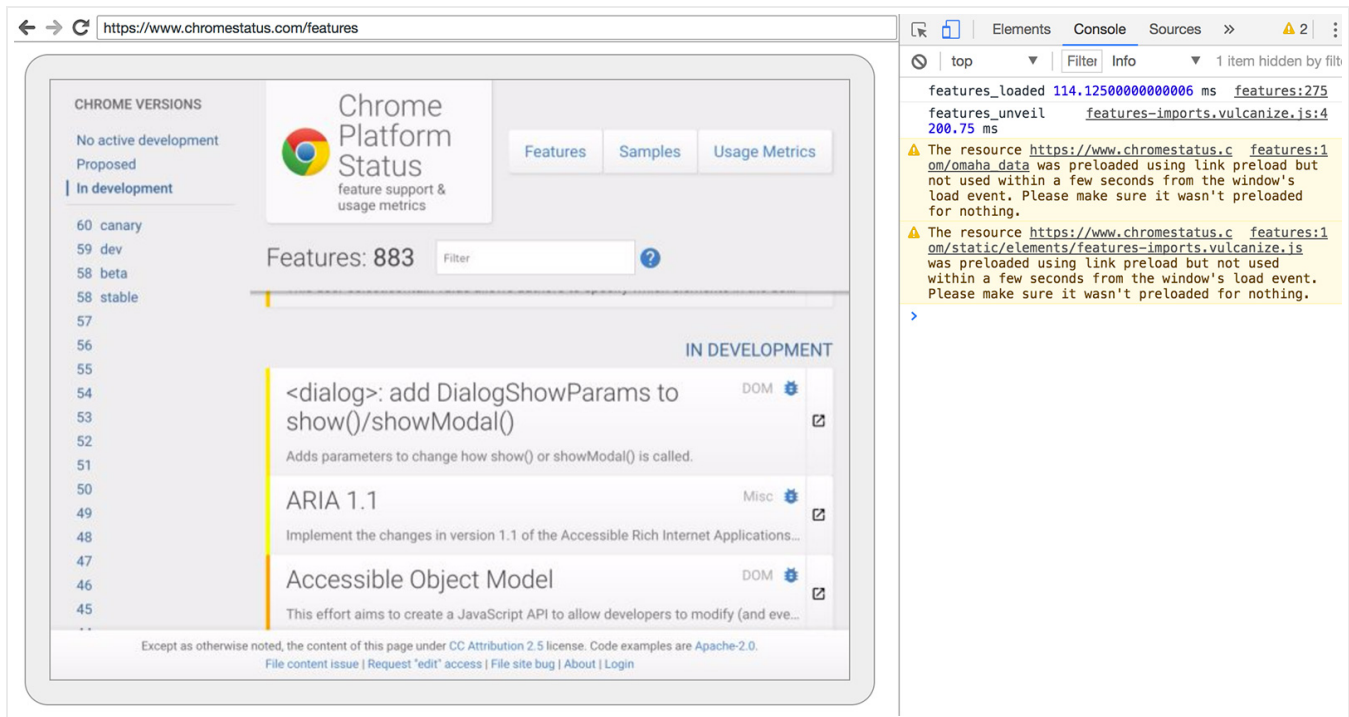 https://www.chromestatus.com/features
CHROME VERSIONS
No active development
Proposed
In development
60 canary
59 dev
58 beta
58 stable
57
56
55
54
53
52
51
50
49
48
47
46
45
Chrome
Platform
Status
feature support &
usage metrics
Features
Samples
Usage Metrics
Features: 883
Filter
?
IN DEVELOPMENT
<dialog>: add DialogShowParams to
show()/showModal()
DOM
Adds parameters to change how show() or showModal() is called.
ARIA 1.1
Misc
Implement the changes in version 1.1 of the Accessible Rich Internet Applications...
Accessible Object Model
DOM
This effort aims to create a JavaScript API to allow developers to modify (and eve...
Except as otherwise noted, the content of this page under CC Attribution 2.5 license. Code examples are Apache-2.0.
File content issue | Request "edit" access | File site bug | About | Login
Elements Console Sources » 2
top Filter Info 1 item hidden by filt
features_loaded 114.12500000000006 ms features:275
features_unveil features-imports.vulcanize.js:4
200.75 ms
The resource https://www.chromestatus.c features:1
om/omaha_data was preloaded using link preload but
not used within a few seconds from the window's
load event. Please make sure it wasn't preloaded
for nothing.
The resource https://www.chromestatus.c features:1
om/static/elements/features-imports.vulcanize.js
was preloaded using link preload but not used
within a few seconds from the window's load event.
Please make sure it wasn't preloaded for nothing.